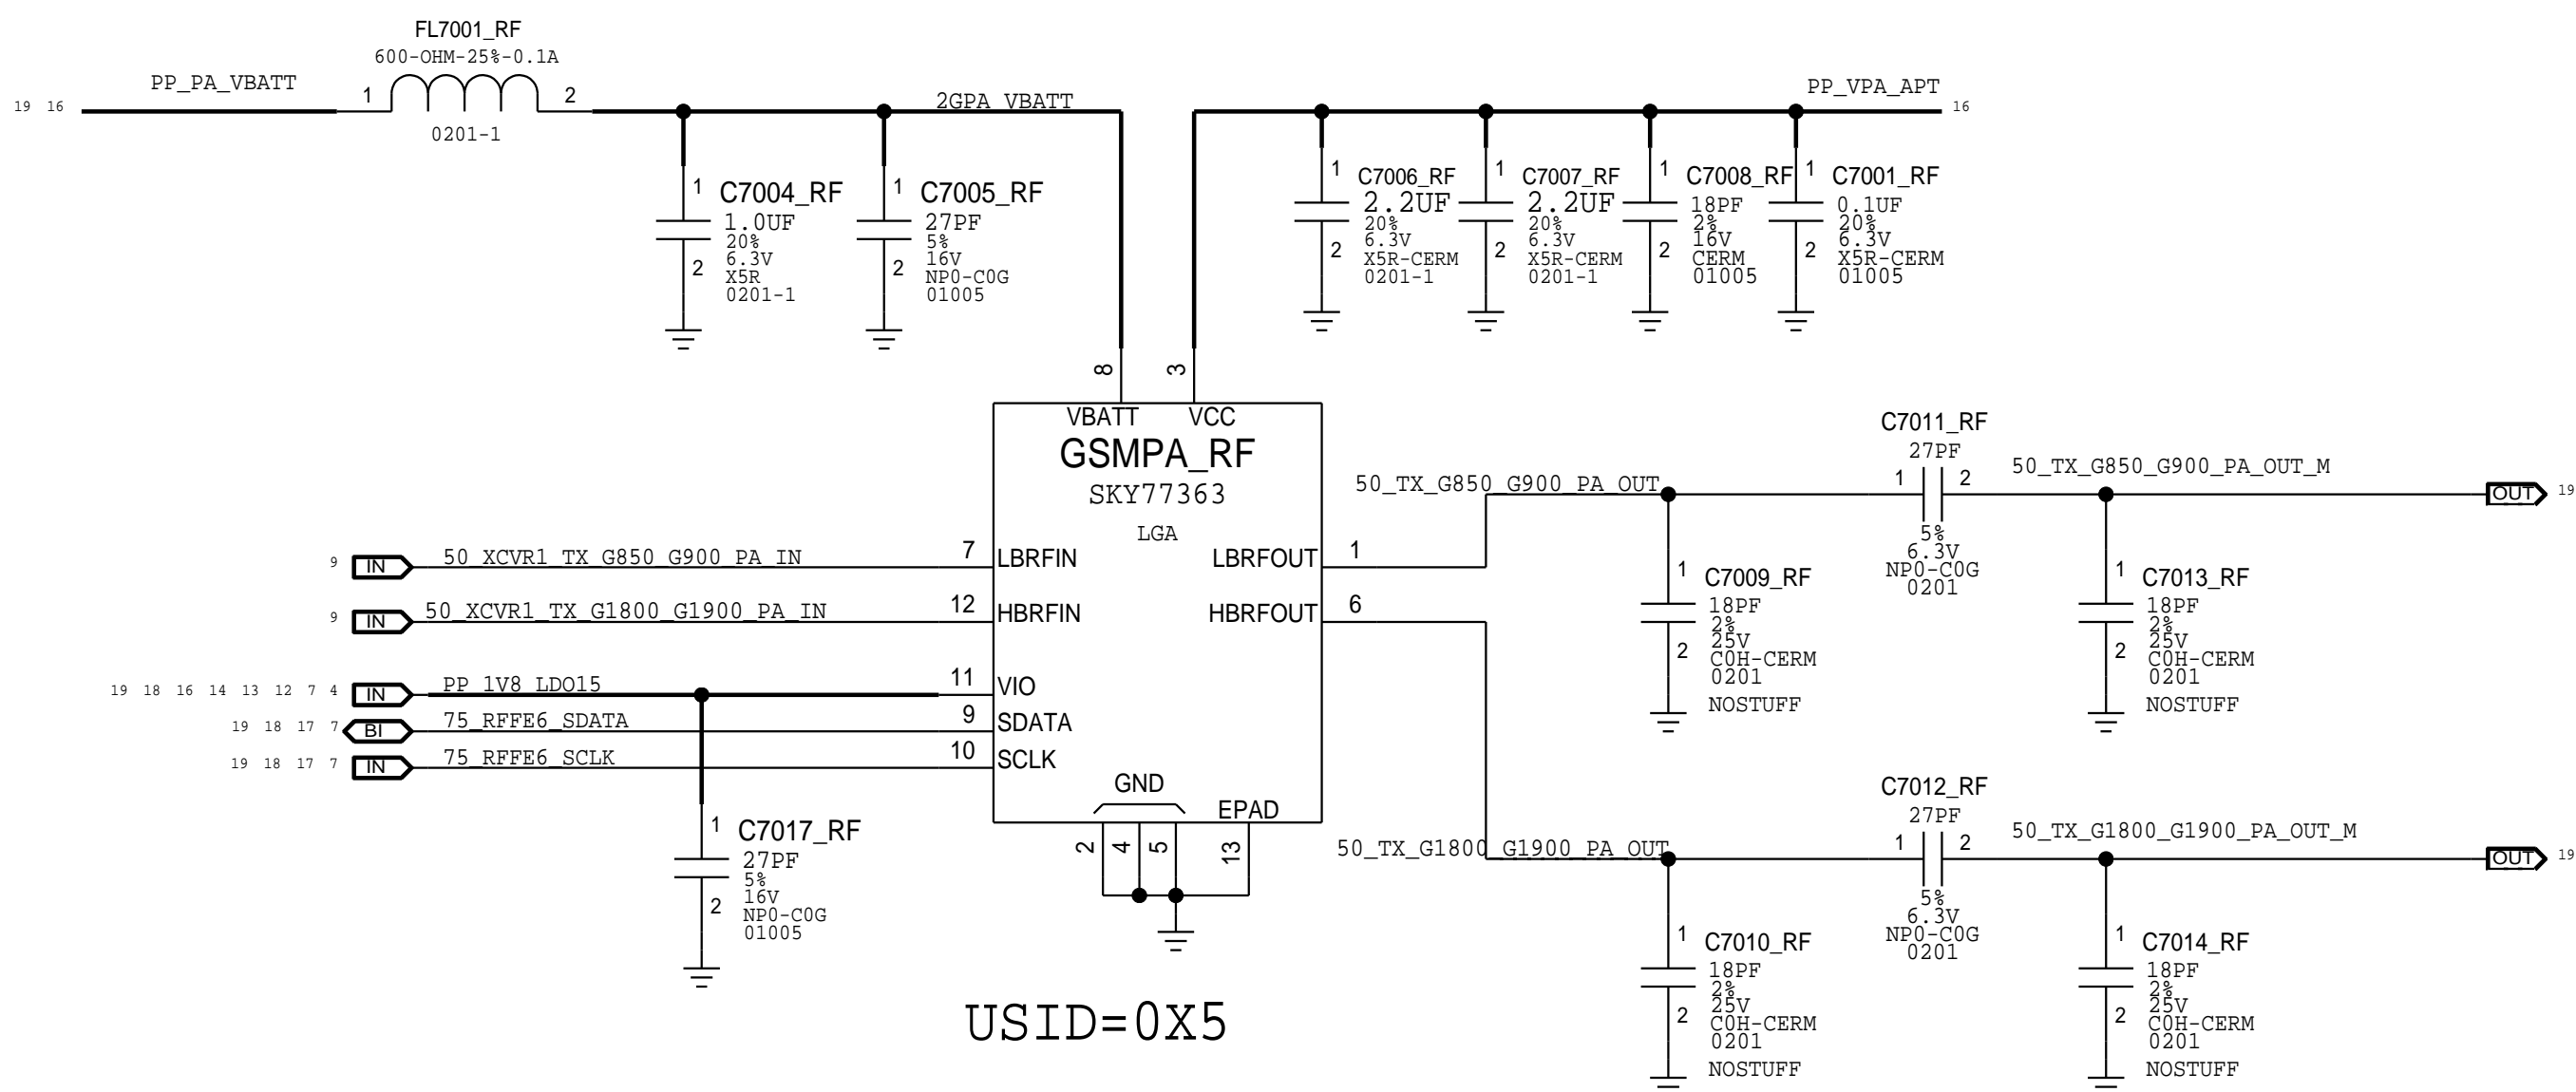 FL7001_RF
600-OHM-25%-0.1A
PP_PA_VBATT
1
2
19 16
0201-1
2GPA_VBATT
PP_VPA_APT
16
1
C7004_RF
1.0UF
20%
6.3V
2
X5R
0201-1
1
C7005_RF
27PF
5%
16V
2
NP0-C0G
01005
1
C7006_RF
2.2UF
20%
6.3V
2
X5R-CERM
0201-1
1
C7007_RF
2.2UF
20%
6.3V
2
X5R-CERM
0201-1
1
C7008_RF
18PF
2%
16V
2
CERM
01005
1
C7001_RF
0.1UF
20%
6.3V
2
X5R-CERM
01005
8
3
VBATT
VCC
GSMPA_RF
SKY77363
LGA
9
IN
50_XCVR1_TX_G850_G900_PA_IN
7
LBRFIN
9
IN
50_XCVR1_TX_G1800_G1900_PA_IN
12
HBRFIN
19 18 16 14 13 12 7 4
IN
PP_1V8_LDO15
11
VIO
19 18 17 7
BI
75_RFFE6_SDATA
9
SDATA
19 18 17 7
IN
75_RFFE6_SCLK
10
SCLK
LBRFOUT
1
HBRFOUT
6
GND
EPAD
2
4
5
13
1
C7017_RF
27PF
5%
16V
2
NP0-C0G
01005
50_TX_G850_G900_PA_OUT
C7011_RF
27PF
1
2
5%
6.3V
NP0-C0G
0201
50_TX_G850_G900_PA_OUT_M
OUT
19
1
C7009_RF
18PF
2%
25V
2
C0H-CERM
0201
NOSTUFF
1
C7013_RF
18PF
2%
25V
2
C0H-CERM
0201
NOSTUFF
50_TX_G1800_G1900_PA_OUT
C7012_RF
27PF
1
2
5%
6.3V
NP0-C0G
0201
50_TX_G1800_G1900_PA_OUT_M
OUT
19
1
C7010_RF
18PF
2%
25V
2
C0H-CERM
0201
NOSTUFF
1
C7014_RF
18PF
2%
25V
2
C0H-CERM
0201
NOSTUFF
USID=0X5